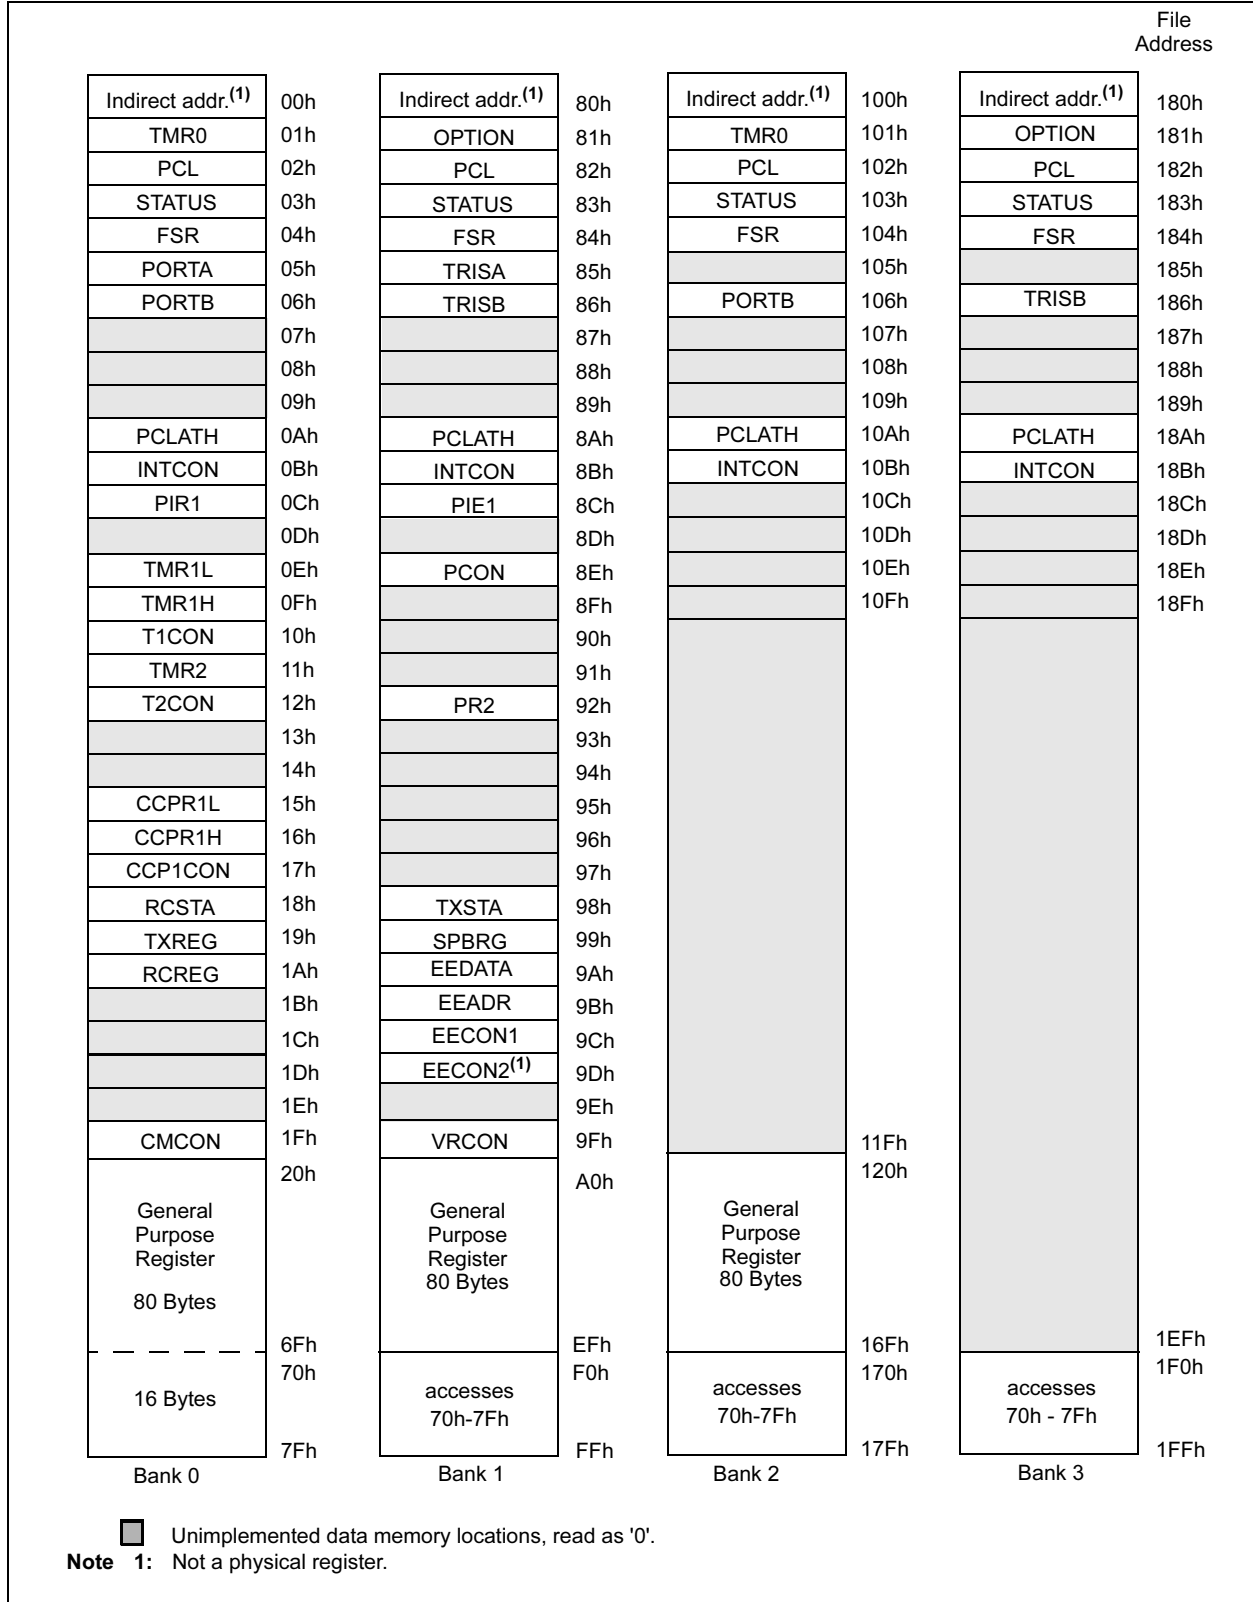 File
Address
Indirect addr.(1) 00h Indirect addr.(1) 80h Indirect addr.(1) 100h Indirect addr.(1) 180h
TMR0 01h OPTION 81h TMR0 101h OPTION 181h
PCL 02h PCL 82h PCL 102h PCL 182h
STATUS 03h STATUS 83h STATUS 103h STATUS 183h
FSR 04h FSR 84h FSR 104h FSR 184h
PORTA 05h TRISA 85h 105h 185h
PORTB 06h TRISB 86h PORTB 106h TRISB 186h
07h 87h 107h 187h
08h 88h 108h 188h
09h 89h 109h 189h
PCLATH 0Ah PCLATH 8Ah PCLATH 10Ah PCLATH 18Ah
INTCON 0Bh INTCON 8Bh INTCON 10Bh INTCON 18Bh
PIR1 0Ch PIE1 8Ch 10Ch 18Ch
0Dh 8Dh 10Dh 18Dh
TMR1L 0Eh PCON 8Eh 10Eh 18Eh
TMR1H 0Fh 8Fh 10Fh 18Fh
T1CON 10h 90h
TMR2 11h 91h
T2CON 12h PR2 92h
13h 93h
14h 94h
CCPR1L 15h 95h
CCPR1H 16h 96h
CCP1CON 17h 97h
RCSTA 18h TXSTA 98h
TXREG 19h SPBRG 99h
RCREG 1Ah EEDATA 9Ah
1Bh EEADR 9Bh
1Ch EECON1 9Ch
1Dh EECON2(1) 9Dh
1Eh 9Eh
CMCON 1Fh VRCON 9Fh 11Fh
20h A0h 120h
General General General
Purpose Purpose Purpose
Register Register Register
80 Bytes 80 Bytes
80 Bytes
6Fh EFh 16Fh 1EFh
70h F0h 170h 1F0h
16 Bytes accesses accesses accesses
70h-7Fh 70h-7Fh 70h - 7Fh
7Fh FFh 17Fh 1FFh
Bank 0 Bank 1 Bank 2 Bank 3
Unimplemented data memory locations, read as '0'.
Note 1: Not a physical register.